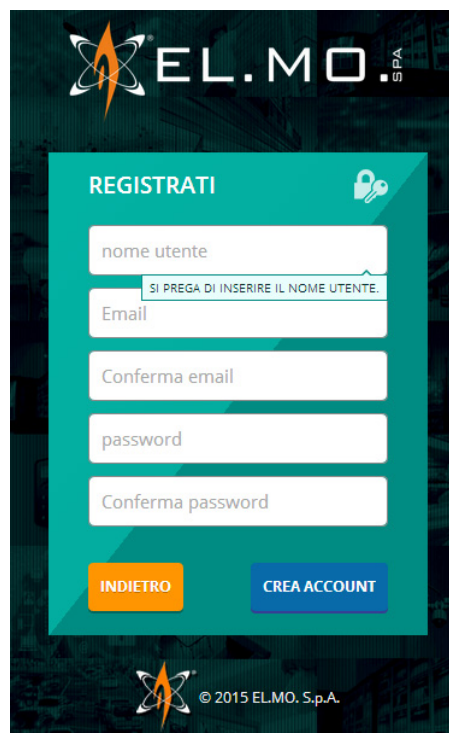 EL.MO. SPA
REGISTRATI
nome utente
SI PREGA DI INSERIRE IL NOME UTENTE.
Email
Conferma email
password
Conferma password
INDIETRO
CREA ACCOUNT
© 2015 EL.MO. S.p.A.